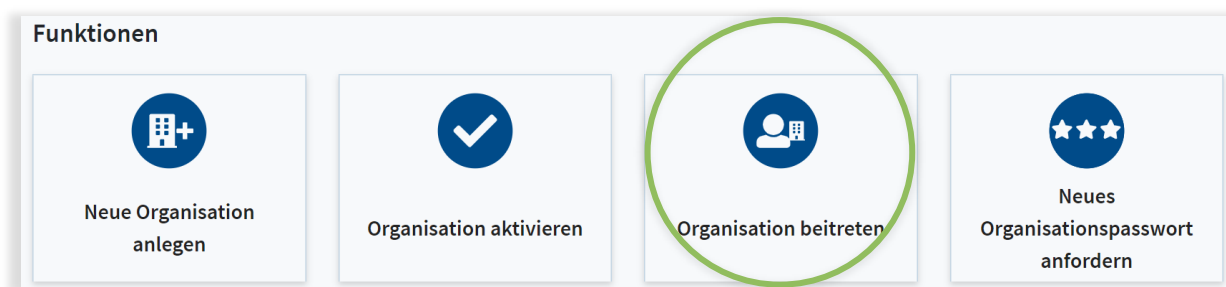 Funktionen
Neue Organisation
anlegen
Organisation aktivieren
Organisation beitreten
Neues
Organisationspasswort
anfordern